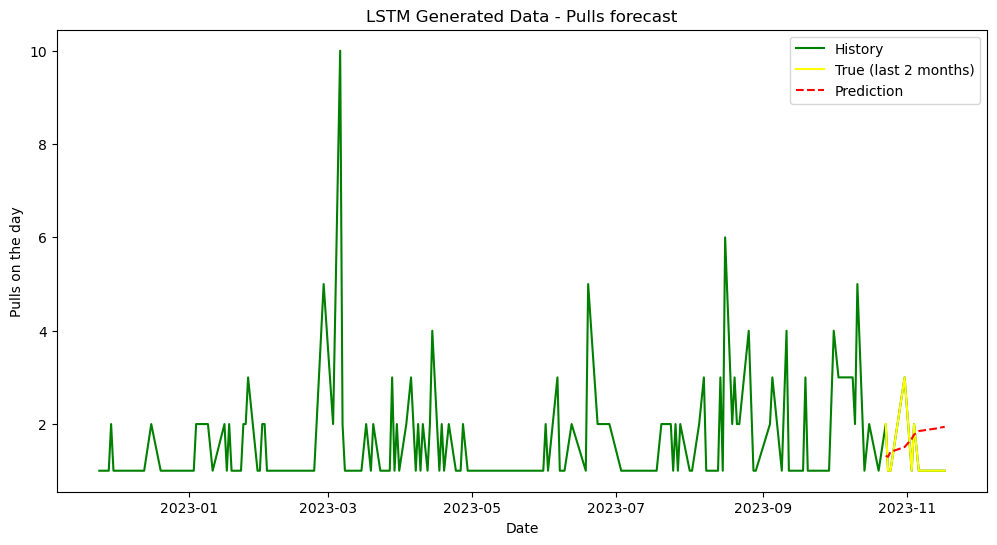 LSTM Generated Data - Pulls forecast
History
True (last 2 months)
Prediction
Pulls on the day
10
8
6
4
2
2023-01
2023-03
2023-05
2023-07
2023-09
2023-11
Date